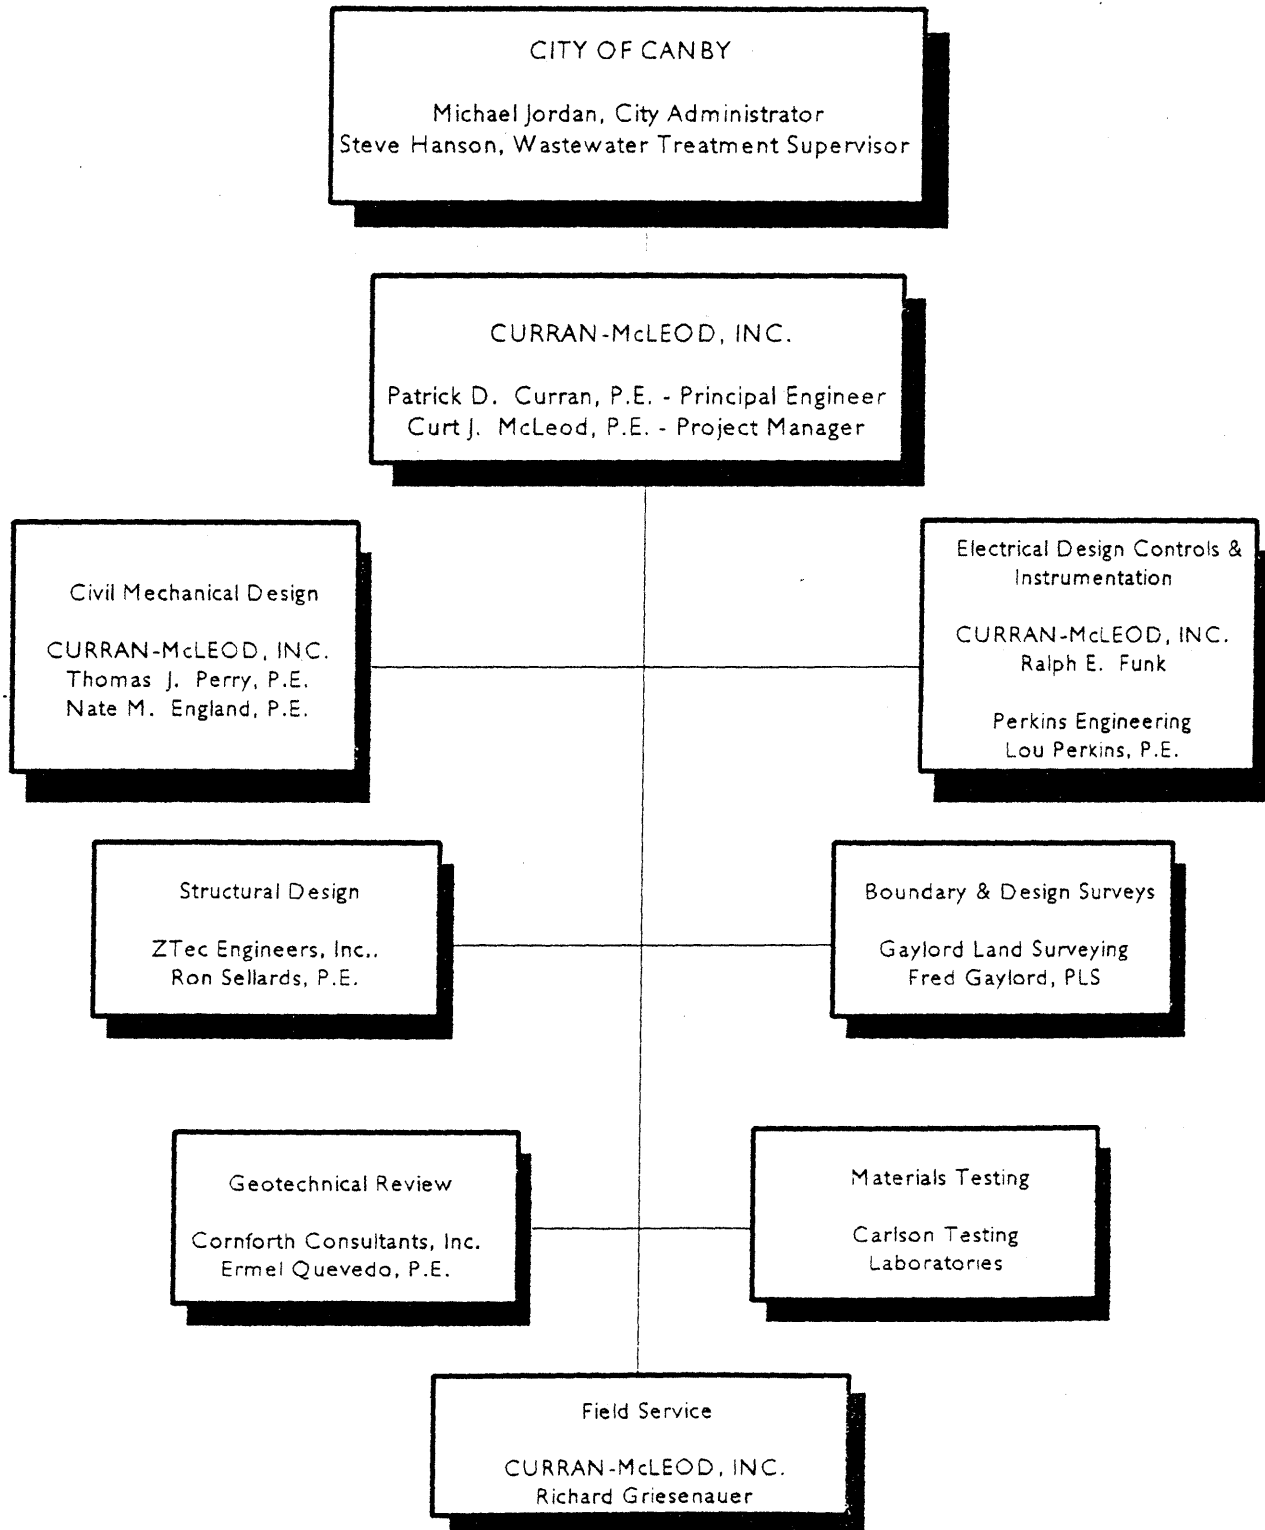 CITY OF CANBY
Michael Jordan, City Administrator
Steve Hanson, Wastewater Treatment Supervisor
CURRAN-McLEOD, INC.
Patrick D. Curran, P.E. - Principal Engineer
Curt J. McLeod, P.E. - Project Manager
Civil Mechanical Design
CURRAN-McLEOD, INC.
Thomas J. Perry, P.E.
Nate M. England, P.E.
Electrical Design Controls &
Instrumentation
CURRAN-McLEOD, INC.
Ralph E. Funk
Perkins Engineering
Lou Perkins, P.E.
Structural Design
ZTec Engineers, Inc..
Ron Sellards, P.E.
Boundary & Design Surveys
Gaylord Land Surveying
Fred Gaylord, PLS
Geotechnical Review
Cornforth Consultants, Inc.
Ermel Quevedo, P.E.
Materials Testing
Carlson Testing
Laboratories
Field Service
CURRAN-McLEOD, INC.
Richard Griesenauer